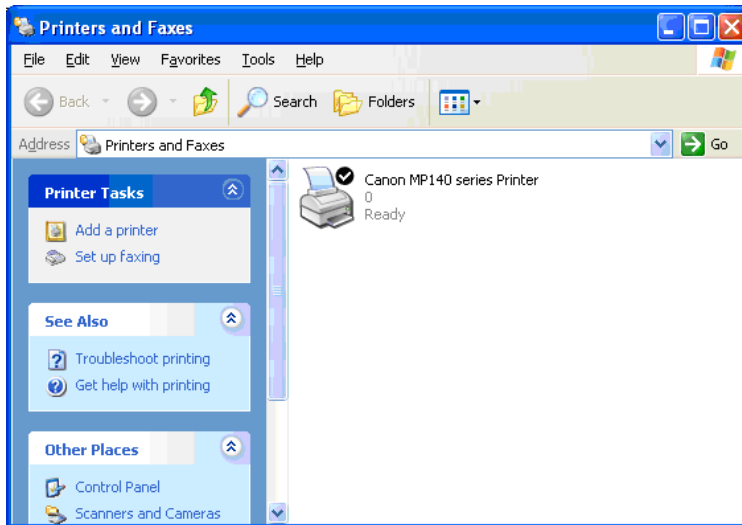 Printers and Faxes
File Edit View Favorites Tools Help
Back Search Folders
Address Printers and Faxes Go
Printer Tasks
Add a printer
Set up faxing
See Also
Troubleshoot printing
Get help with printing
Other Places
Control Panel
Scanners and Cameras
Canon MP140 series Printer
0
Ready